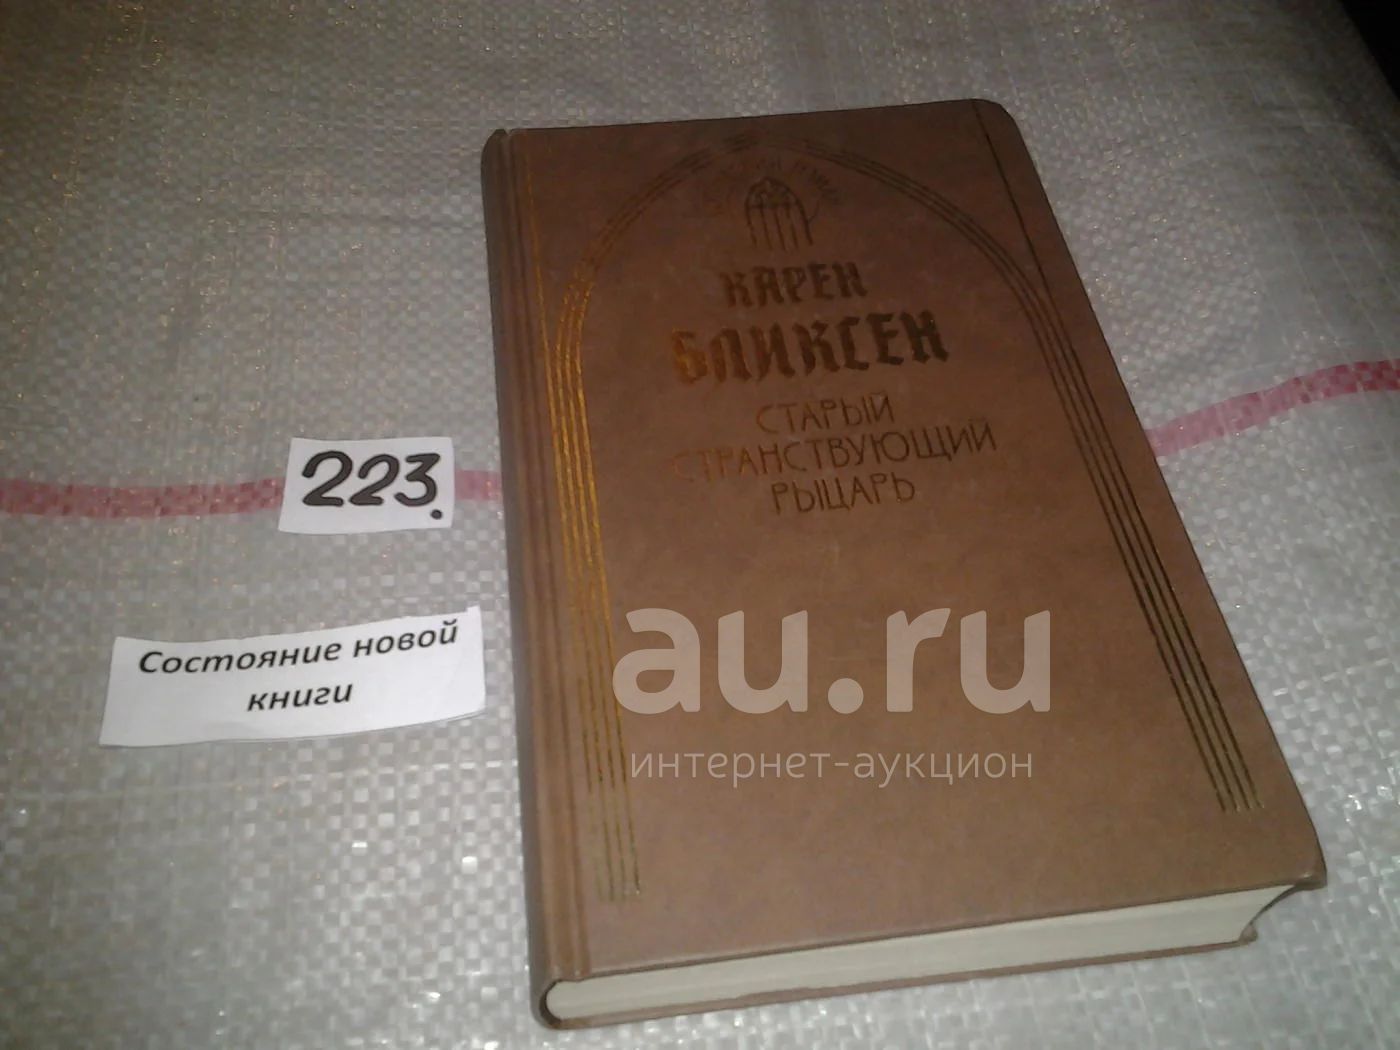 КАРЕН
БЛИКСЕН
СТАРЫЙ
СТРАНСТВУЮЩИЙ
РЫЦАРЬ
223.
Состояние новой
книги
au.ru
интернет-аукцион